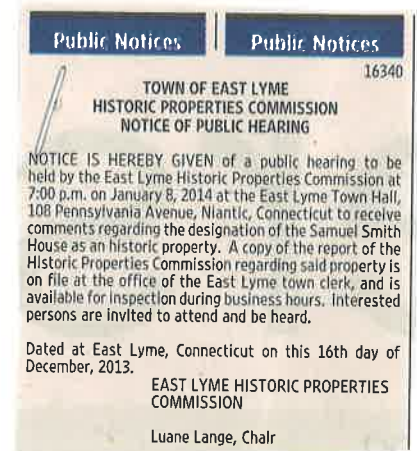 Public Notices Public Notices
16340
TOWN OF EAST LYME
HISTORIC PROPERTIES COMMISSION
NOTICE OF PUBLIC HEARING
NOTICE IS HEREBY GIVEN of a public hearing to be
held by the East Lyme Historic Properties Commission at
7:00 p.m. on January 8, 2014 at the East Lyme Town Hall,
108 Pennsylvania Avenue, Niantic, Connecticut to receive
comments regarding the designation of the Samuel Smith
House as an historic property. A copy of the report of the
Historic Properties Commission regarding said property is
on file at the office of the East Lyme town clerk, and is
available for inspection during business hours. Interested
persons are invited to attend and be heard.
Dated at East Lyme, Connecticut on this 16th day of
December, 2013.
EAST LYME HISTORIC PROPERTIES
COMMISSION
Luane Lange, Chair